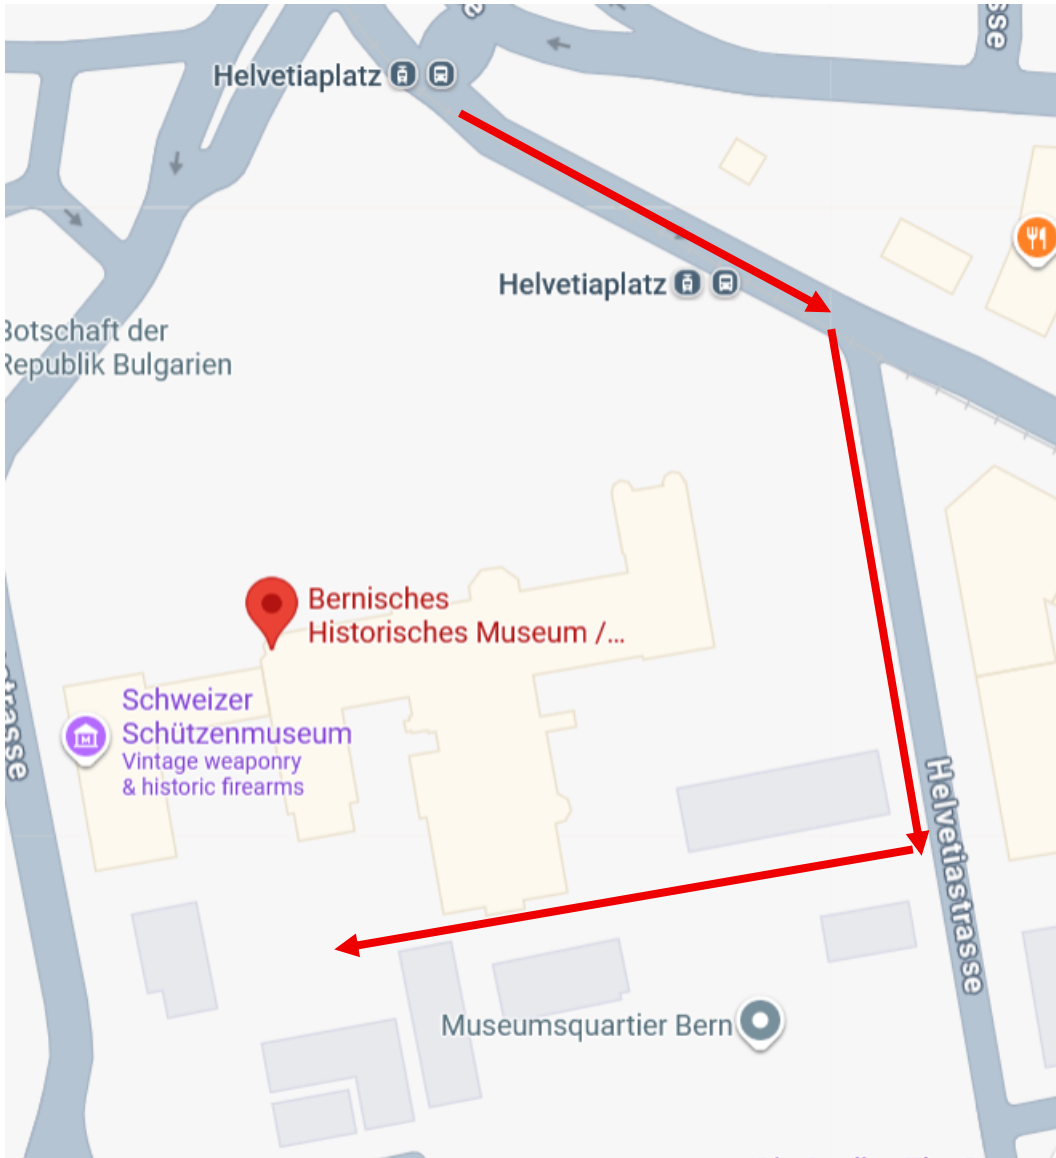 Helvetiaplatz
Helvetiaplatz
Botschaft der
Republik Bulgarien
Bernisches
Historisches Museum /...
Schweizer
Schützenmuseum
Vintage weaponry
& historic firearms
Helvetiastrasse
Museumsquartier Bern